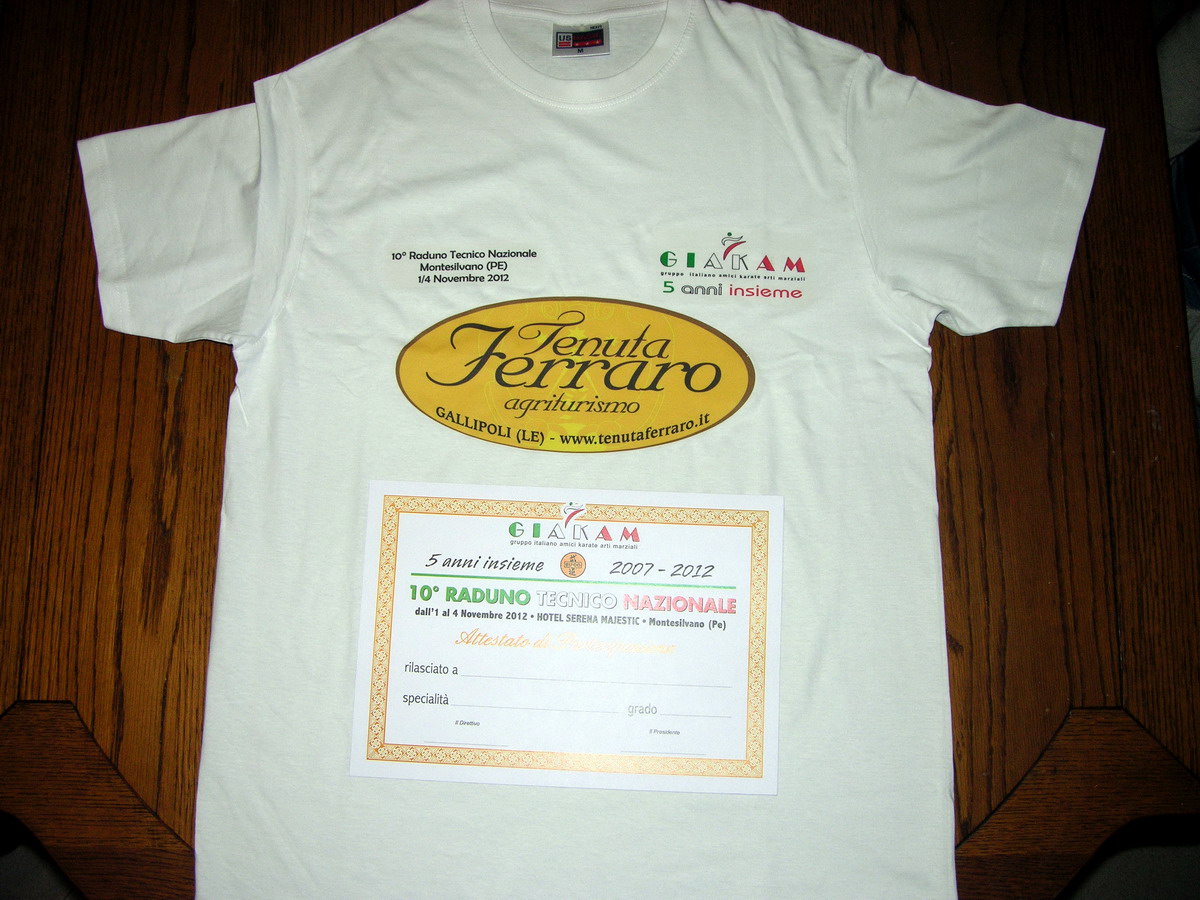 US
M
10° Raduno Tecnico Nazionale
Montesilvano (PE)
1/4 Novembre 2012
GIAKAM
gruppo italiano amici karate arti marziali
5 anni insieme
Tenuta
Ferraro
agriturismo
GALLIPOLI (LE) - www.tenutaferraro.it
GIAKAM
gruppo italiano amici karate arti marziali
5 anni insieme 2007 - 2012
10° RADUNO TECNICO NAZIONALE
dall'1 al 4 Novembre 2012 • HOTEL SERENA MAJESTIC • Montesilvano (Pe)
Attestato di
rilasciato a
specialità grado
Il Direttivo Il Presidente